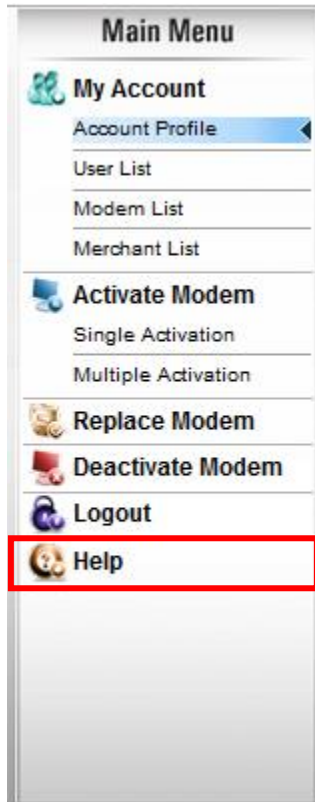 Main Menu
My Account
Account Profile
User List
Modem List
Merchant List
Activate Modem
Single Activation
Multiple Activation
Replace Modem
Deactivate Modem
Logout
Help